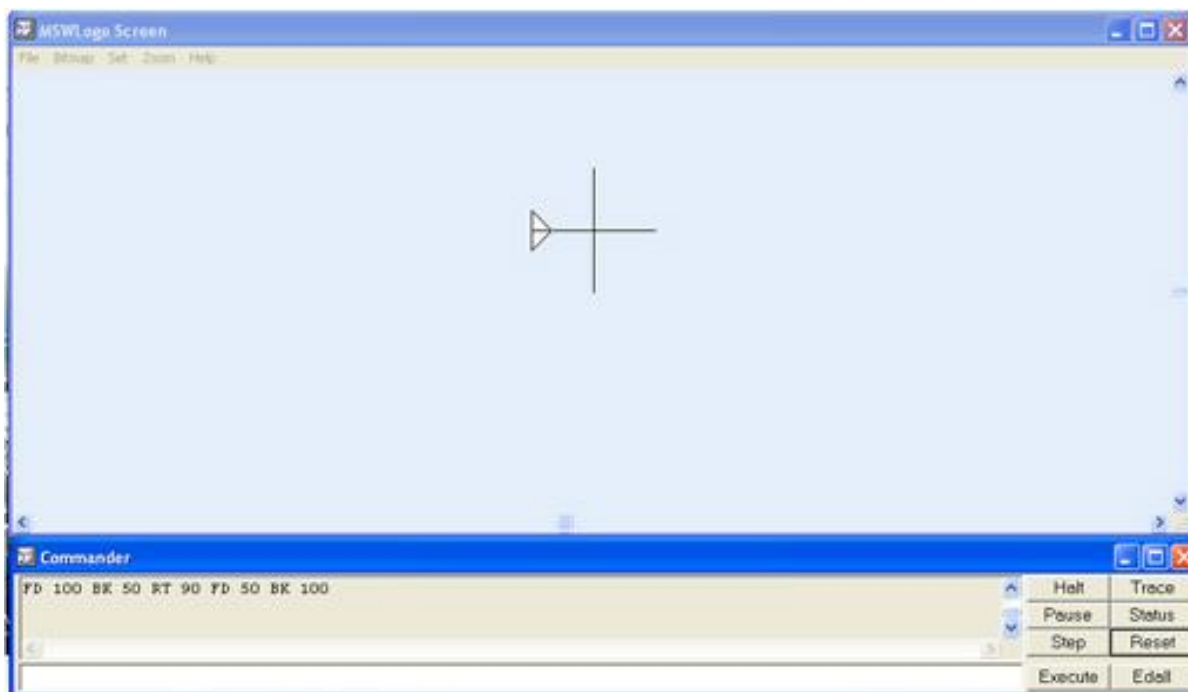 MSWLogo Screen
File Bitmap Set Zoom Help
Commander
FD 100 BK 50 RT 90 FD 50 BK 100
Halt Trace
Pause Status
Step Reset
Execute Edall